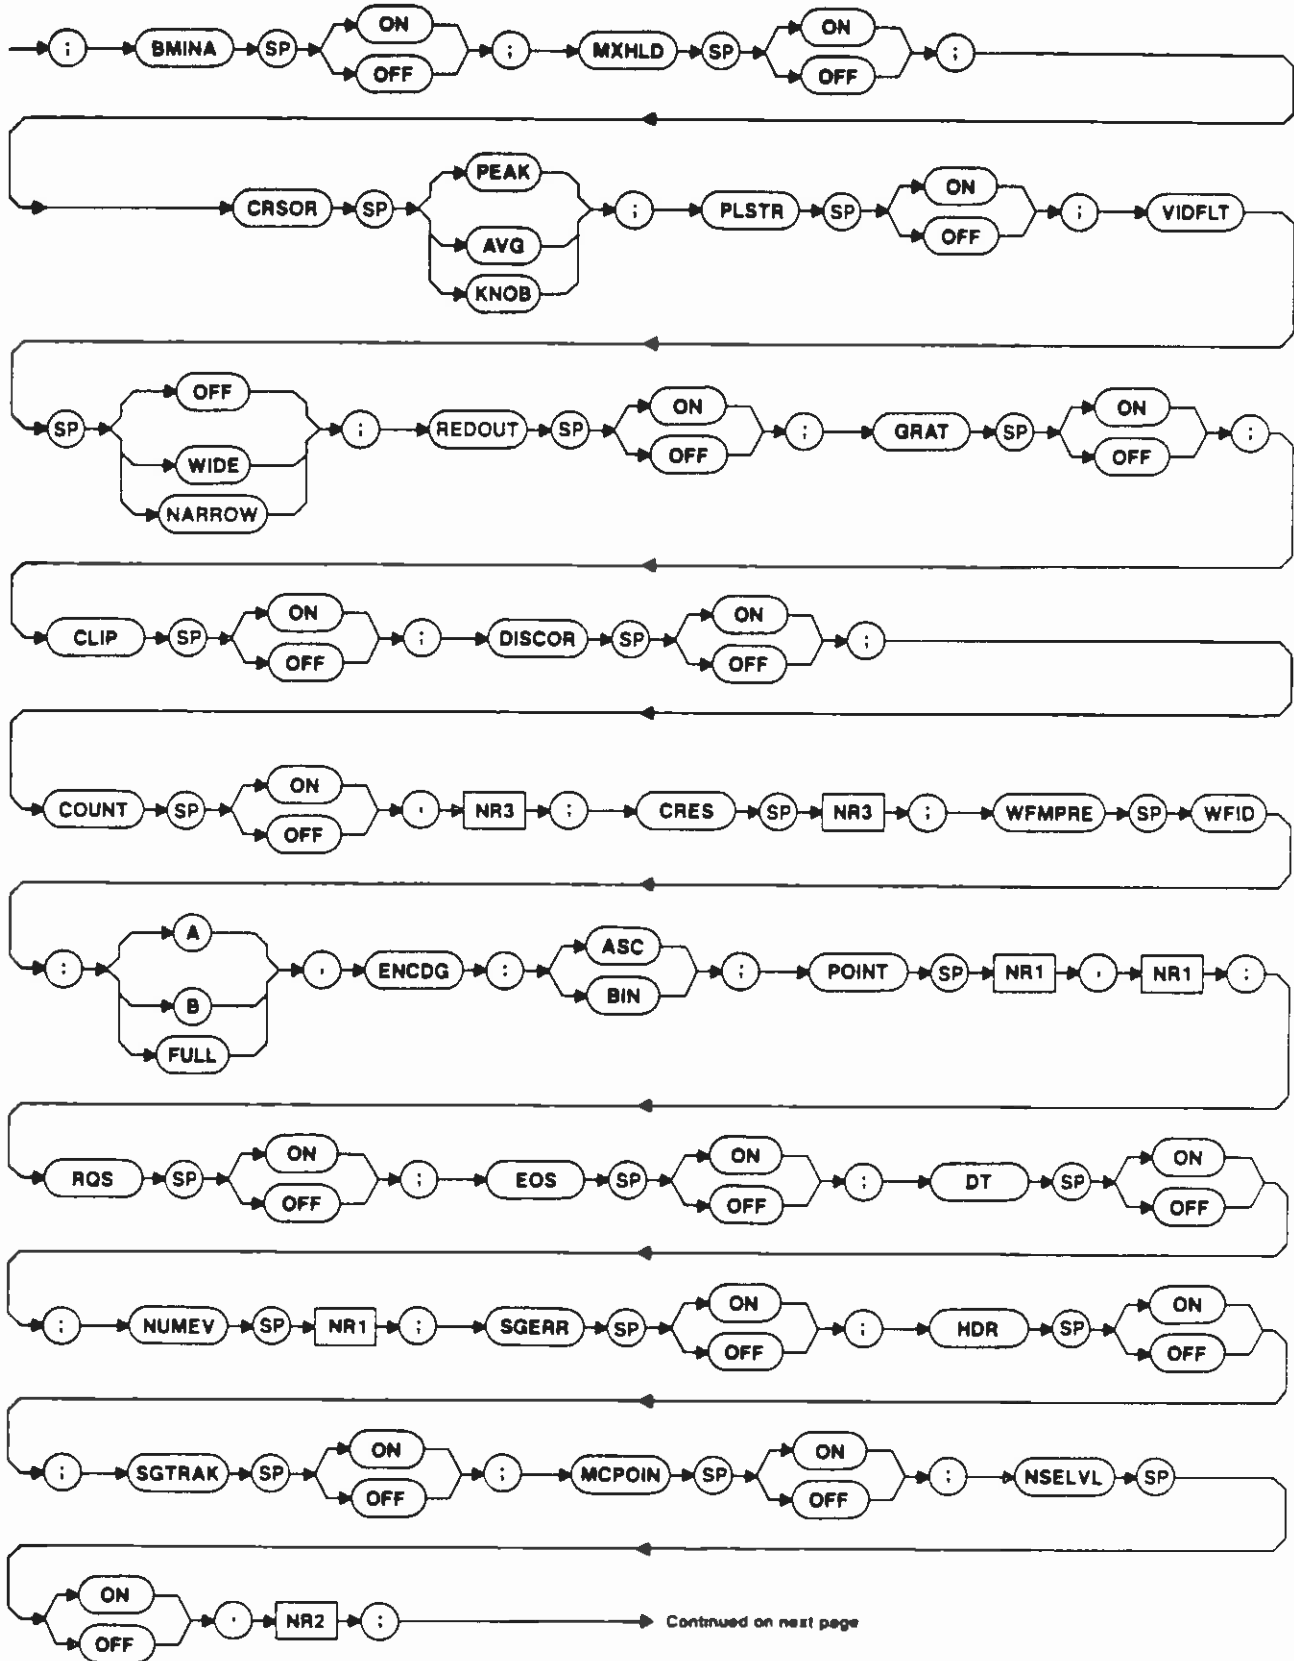 ; BMINA SP ON OFF ; MXHLD SP ON OFF ;
CRSOR SP PEAK AVG KNOB ; PLSTR SP ON OFF ; VIDFLT
SP OFF WIDE NARROW ; REDOUT SP ON OFF ; GRAT SP ON OFF ;
CLIP SP ON OFF ; DISCOR SP ON OFF ;
COUNT SP ON OFF , NR3 ; CRES SP NR3 ; WFMPRE SP WFID
: A B FULL , ENCDG : ASC BIN ; POINT SP NR1 , NR1 ;
RQS SP ON OFF ; EOS SP ON OFF ; DT SP ON OFF
; NUMEV SP NR1 ; SGERR SP ON OFF ; HDR SP ON OFF
; SGTRAK SP ON OFF ; MCPOIN SP ON OFF ; NSELVL SP
ON OFF , NR2 ; Continued on next page